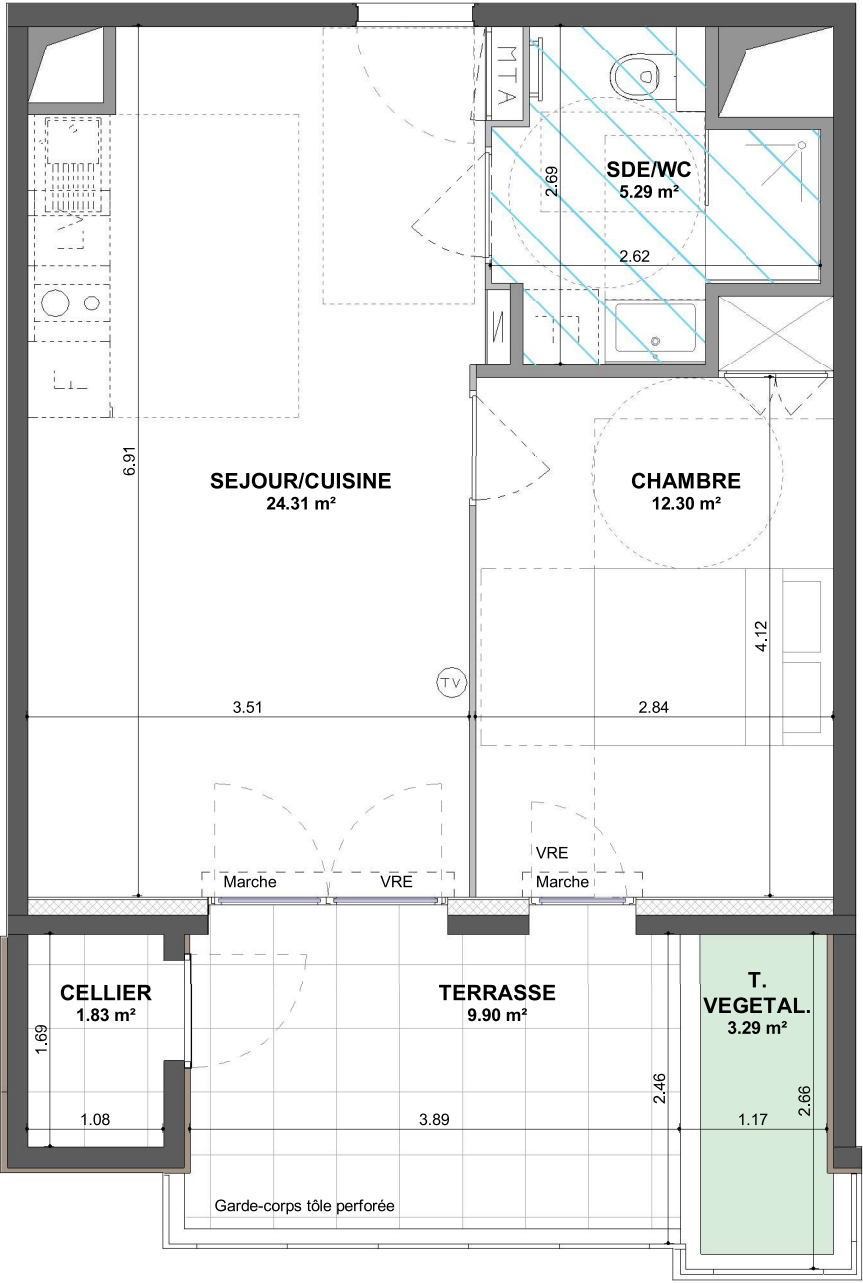 MTA
SDE/WC
5.29 m²
2.69
2.62
6.91
SEJOUR/CUISINE
24.31 m²
CHAMBRE
12.30 m²
4.12
TV
3.51
2.84
VRE
Marche
VRE
Marche
CELLIER
1.83 m²
TERRASSE
9.90 m²
T.
VEGETAL.
3.29 m²
1.69
2.46
2.66
1.08
3.89
1.17
Garde-corps tôle perforée